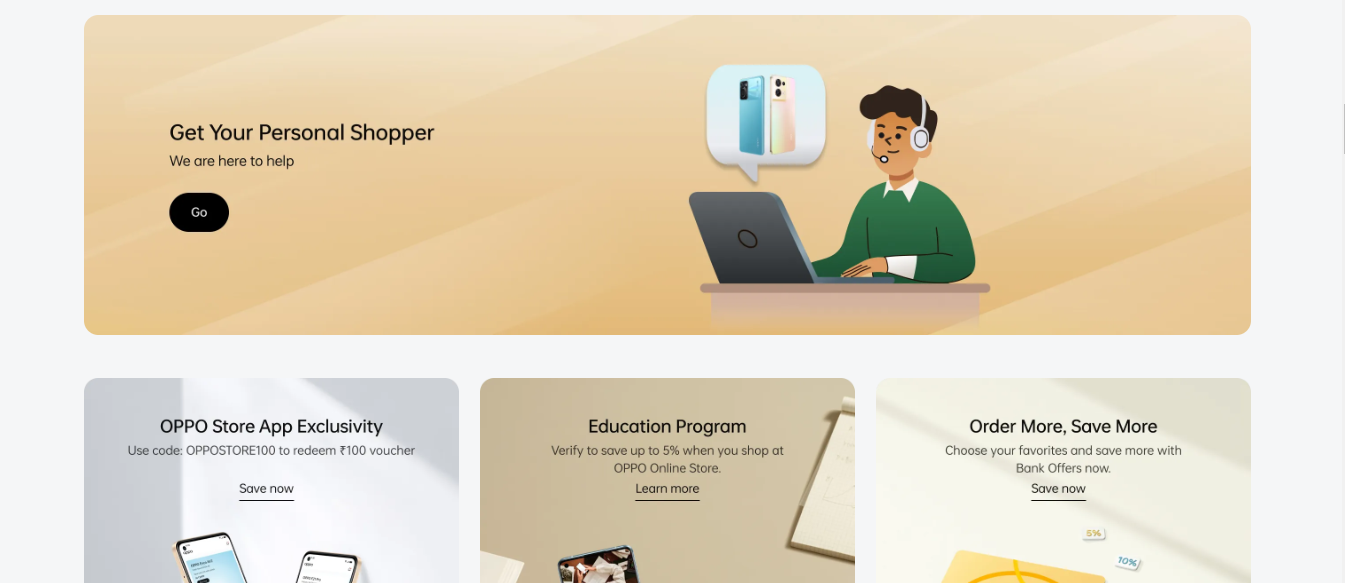 Get Your Personal Shopper
We are here to help
Go
OPPO Store App Exclusivity
Use code: OPPOSTORE100 to redeem ₹100 voucher
Save now
Education Program
Verify to save up to 5% when you shop at
OPPO Online Store.
Learn more
Order More, Save More
Choose your favorites and save more with
Bank Offers now.
Save now
5%
10%